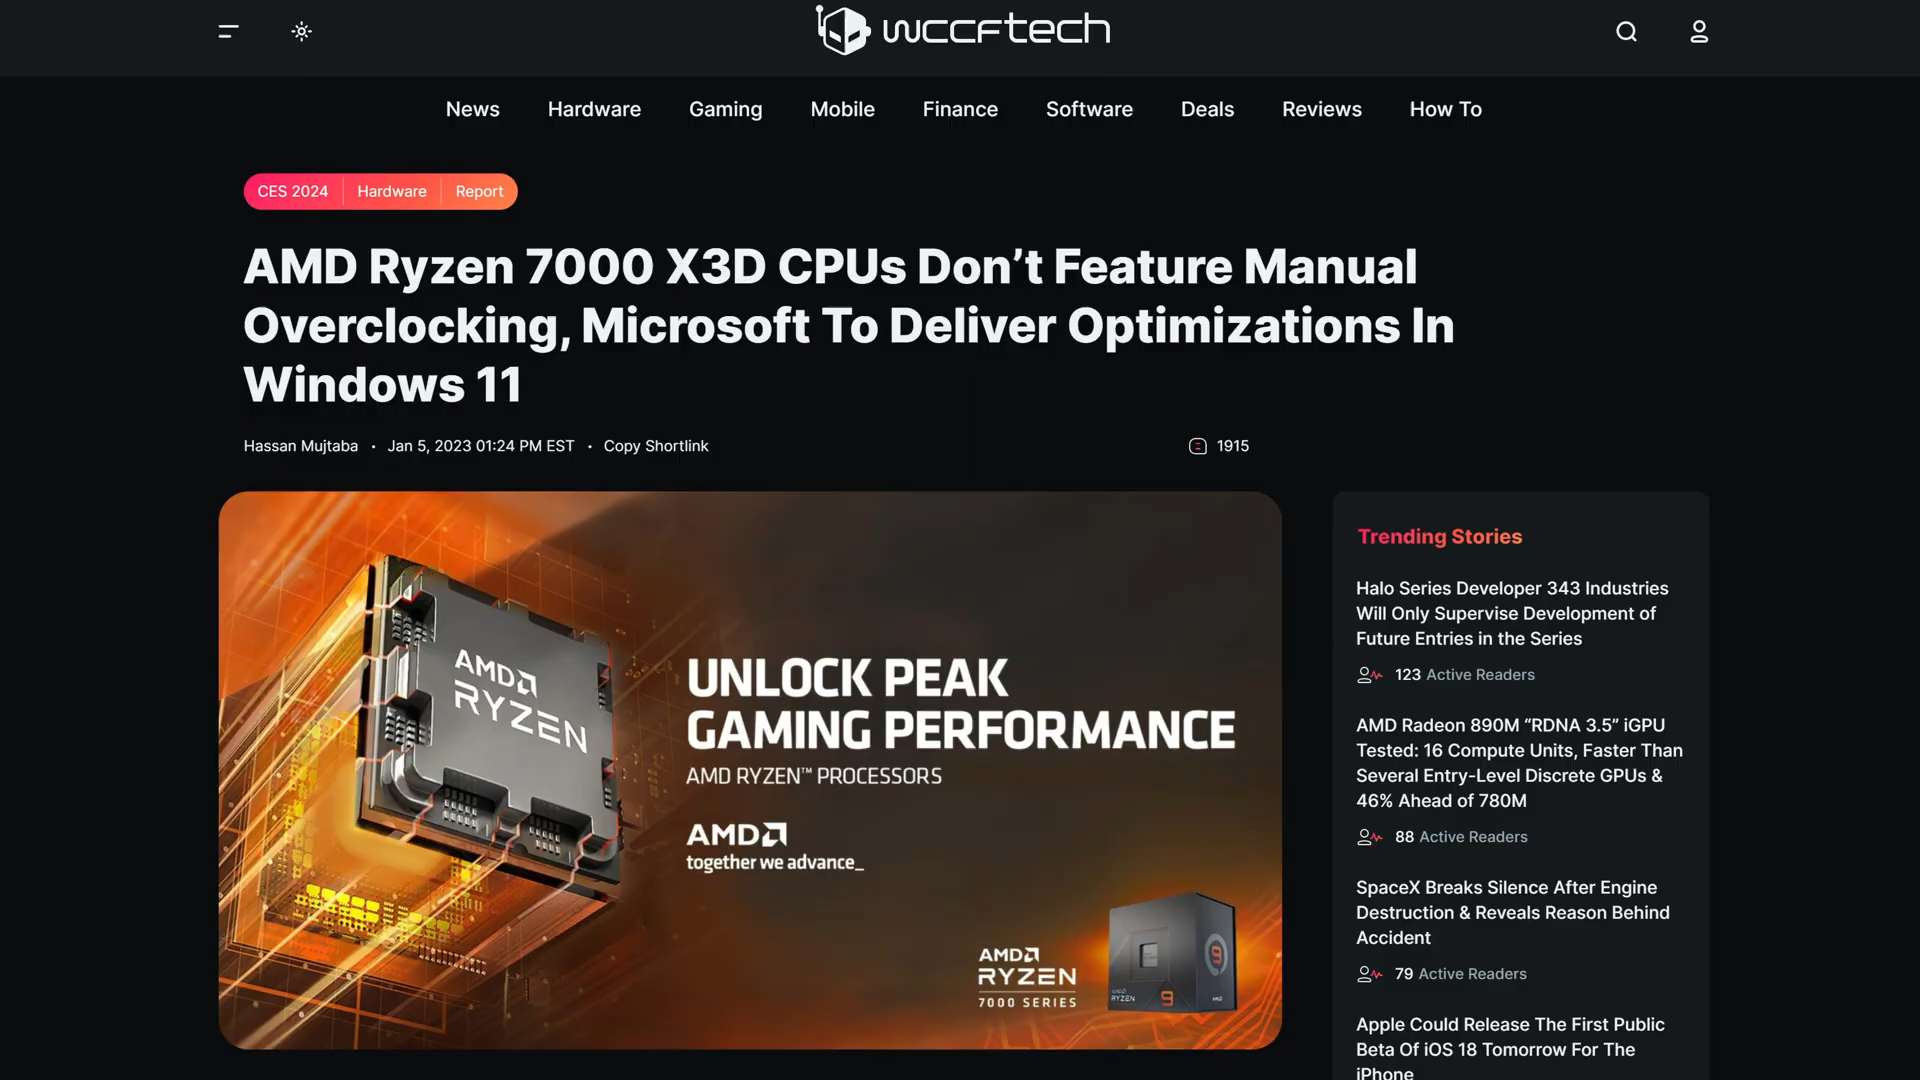 wccftech
News Hardware Gaming Mobile Finance Software Deals Reviews How To
CES 2024 Hardware Report
AMD Ryzen 7000 X3D CPUs Don’t Feature Manual
Overclocking, Microsoft To Deliver Optimizations In
Windows 11
Hassan Mujtaba • Jan 5, 2023 01:24 PM EST • Copy Shortlink
1915
AMD
RYZEN
UNLOCK PEAK
GAMING PERFORMANCE
AMD RYZEN™ PROCESSORS
AMD
together we advance_
AMD
RYZEN
7000 SERIES
9
AMD
RYZEN
9
AMD
Trending Stories
Halo Series Developer 343 Industries
Will Only Supervise Development of
Future Entries in the Series
123 Active Readers
AMD Radeon 890M “RDNA 3.5” iGPU
Tested: 16 Compute Units, Faster Than
Several Entry-Level Discrete GPUs &
46% Ahead of 780M
88 Active Readers
SpaceX Breaks Silence After Engine
Destruction & Reveals Reason Behind
Accident
79 Active Readers
Apple Could Release The First Public
Beta Of iOS 18 Tomorrow For The
iPhone